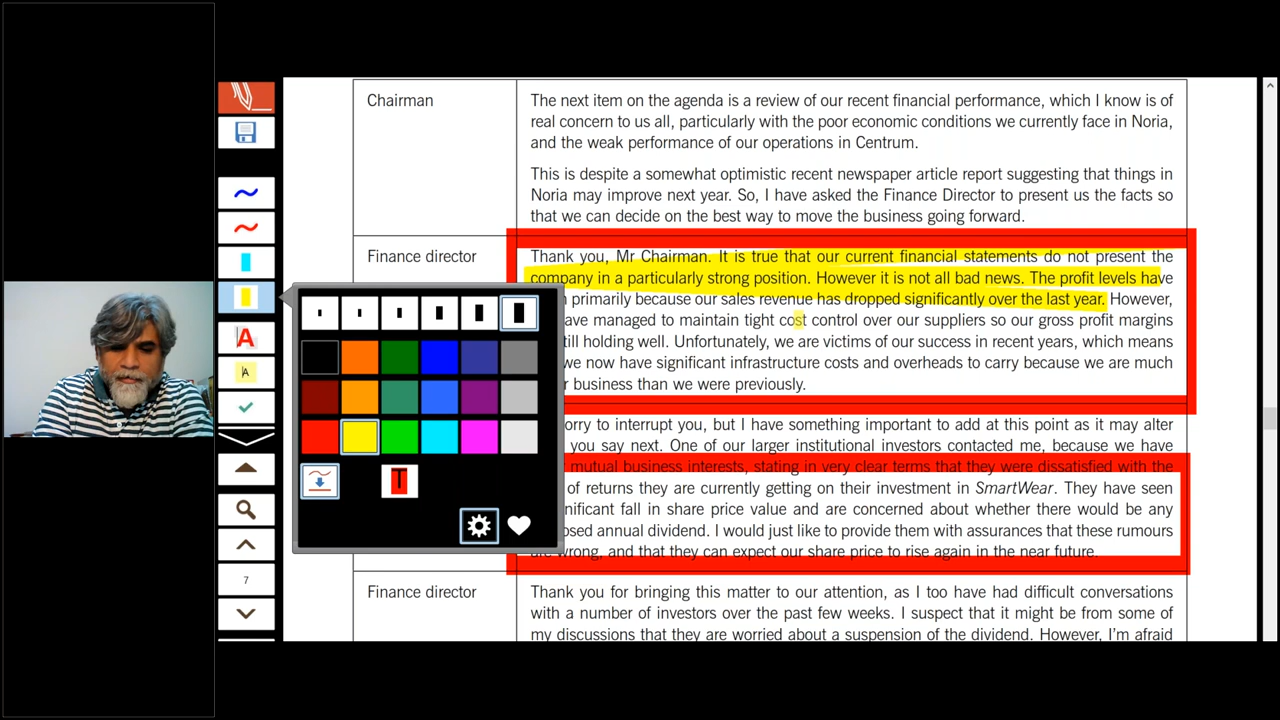 Chairman
The next item on the agenda is a review of our recent financial performance, which I know is of
real concern to us all, particularly with the poor economic conditions we currently face in Noria,
and the weak performance of our operations in Centrum.
This is despite a somewhat optimistic recent newspaper article report suggesting that things in
Noria may improve next year. So, I have asked the Finance Director to present us the facts so
that we can decide on the best way to move the business going forward.
Finance director
Thank you, Mr Chairman. It is true that our current financial statements do not present the
company in a particularly strong position. However it is not all bad news. The profit levels have
primarily because our sales revenue has dropped significantly over the last year. However,
ave managed to maintain tight cost control over our suppliers so our gross profit margins
till holding well. Unfortunately, we are victims of our success in recent years, which means
we now have significant infrastructure costs and overheads to carry because we are much
r business than we were previously.
orry to interrupt you, but I have something important to add at this point as it may alter
you say next. One of our larger institutional investors contacted me, because we have
mutual business interests, stating in very clear terms that they were dissatisfied with the
of returns they are currently getting on their investment in SmartWear. They have seen
nificant fall in share price value and are concerned about whether there would be any
osed annual dividend. I would just like to provide them with assurances that these rumours
are wrong, and that they can expect our share price to rise again in the near future.
Finance director
Thank you for bringing this matter to our attention, as I too have had difficult conversations
with a number of investors over the past few weeks. I suspect that it might be from some of
my discussions that they are worried about a suspension of the dividend. However, I'm afraid
A
A
T
7